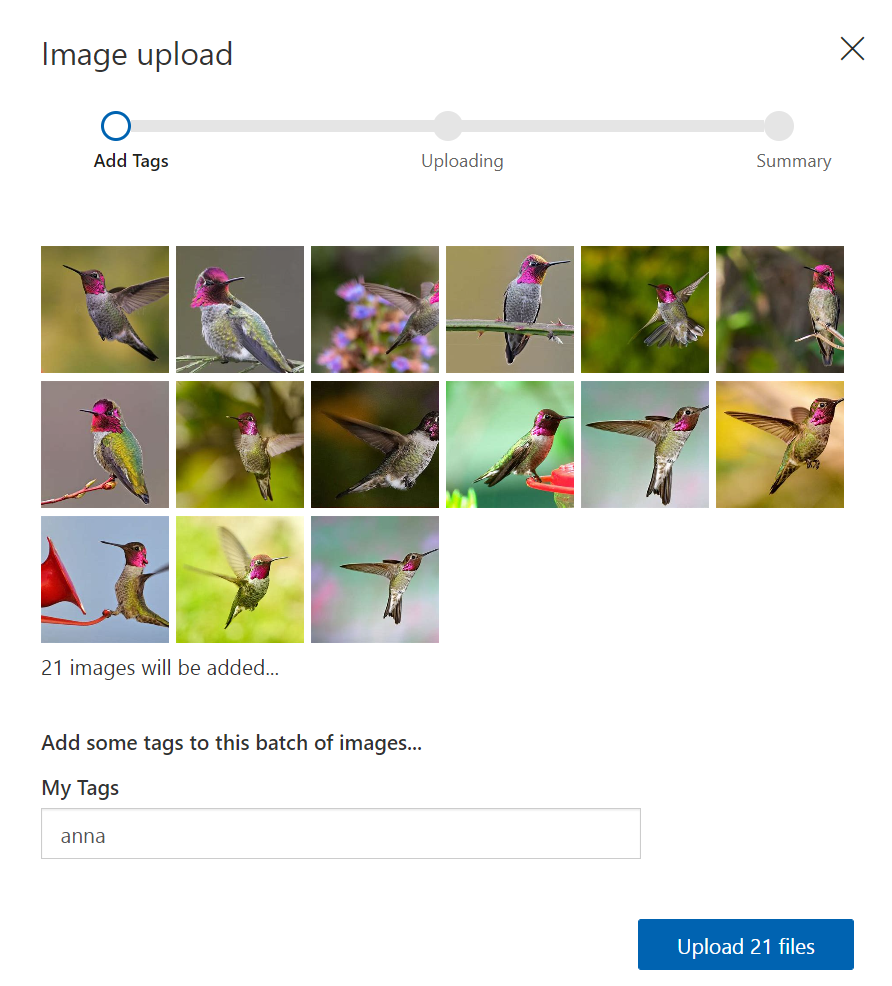 Image upload
Add Tags
Uploading
Summary
21 images will be added...
Add some tags to this batch of images...
My Tags
anna
Upload 21 files